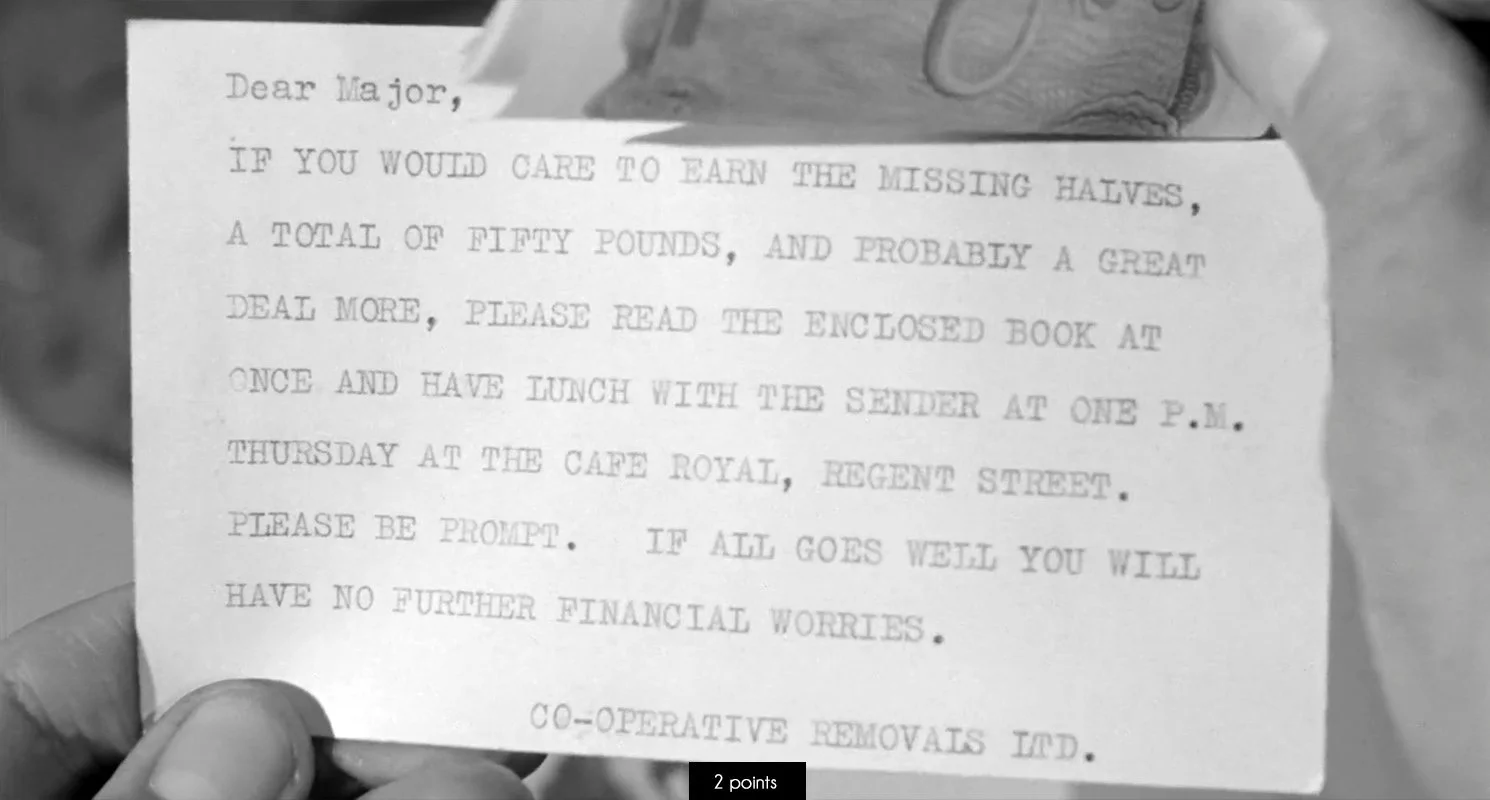 Dear Major,
IF YOU WOULD CARE TO EARN THE MISSING HALVES,
A TOTAL OF FIFTY POUNDS, AND PROBABLY A GREAT
DEAL MORE, PLEASE READ THE ENCLOSED BOOK AT
ONCE AND HAVE LUNCH WITH THE SENDER AT ONE P.M.
THURSDAY AT THE CAFE ROYAL, REGENT STREET.
PLEASE BE PROMPT. IF ALL GOES WELL YOU WILL
HAVE NO FURTHER FINANCIAL WORRIES.
CO-OPERATIVE REMOVALS LTD.
2 points